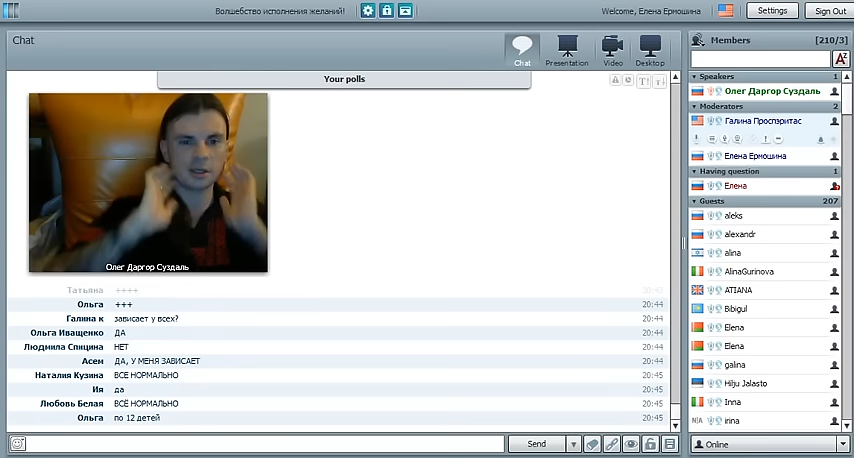 Волшебство исполнения желаний!
Welcome, Елена Ермошина
Settings
Sign Out
Chat
Chat
Presentation
Video
Desktop
Your polls
Олег Даргор Суздаль
Татьяна ++++ 20:43
Ольга +++ 20:44
Галина к зависает у всех? 20:44
Ольга Иващенко ДА 20:44
Людмила Спицина НЕТ 20:44
Асем ДА, У МЕНЯ ЗАВИСАЕТ 20:44
Наталия Кузина ВСЕ НОРМАЛЬНО 20:45
Ия да 20:45
Любовь Белая ВСЁ НОРМАЛЬНО 20:45
Ольга по 12 детей 20:45
Send
Members [210/3]
Speakers 1
Олег Даргор Суздаль
Moderators 2
Галина Просперитас
Елена Ермошина
Having question 1
Елена
Guests 207
aleks
alexandr
alina
AlinaGurinova
ATIANA
Bibigul
Elena
Elena
galina
Hilju Jalasto
Inna
N\A irina
Online